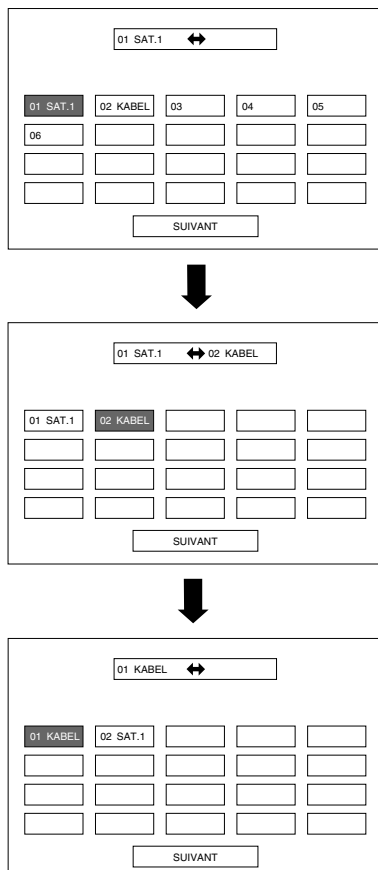 01 SAT.1 ⬌
01 SAT.1 02 KABEL 03 04 05
06
SUIVANT
01 SAT.1 ⬌ 02 KABEL
01 SAT.1 02 KABEL
SUIVANT
01 KABEL ⬌
01 KABEL 02 SAT.1
SUIVANT